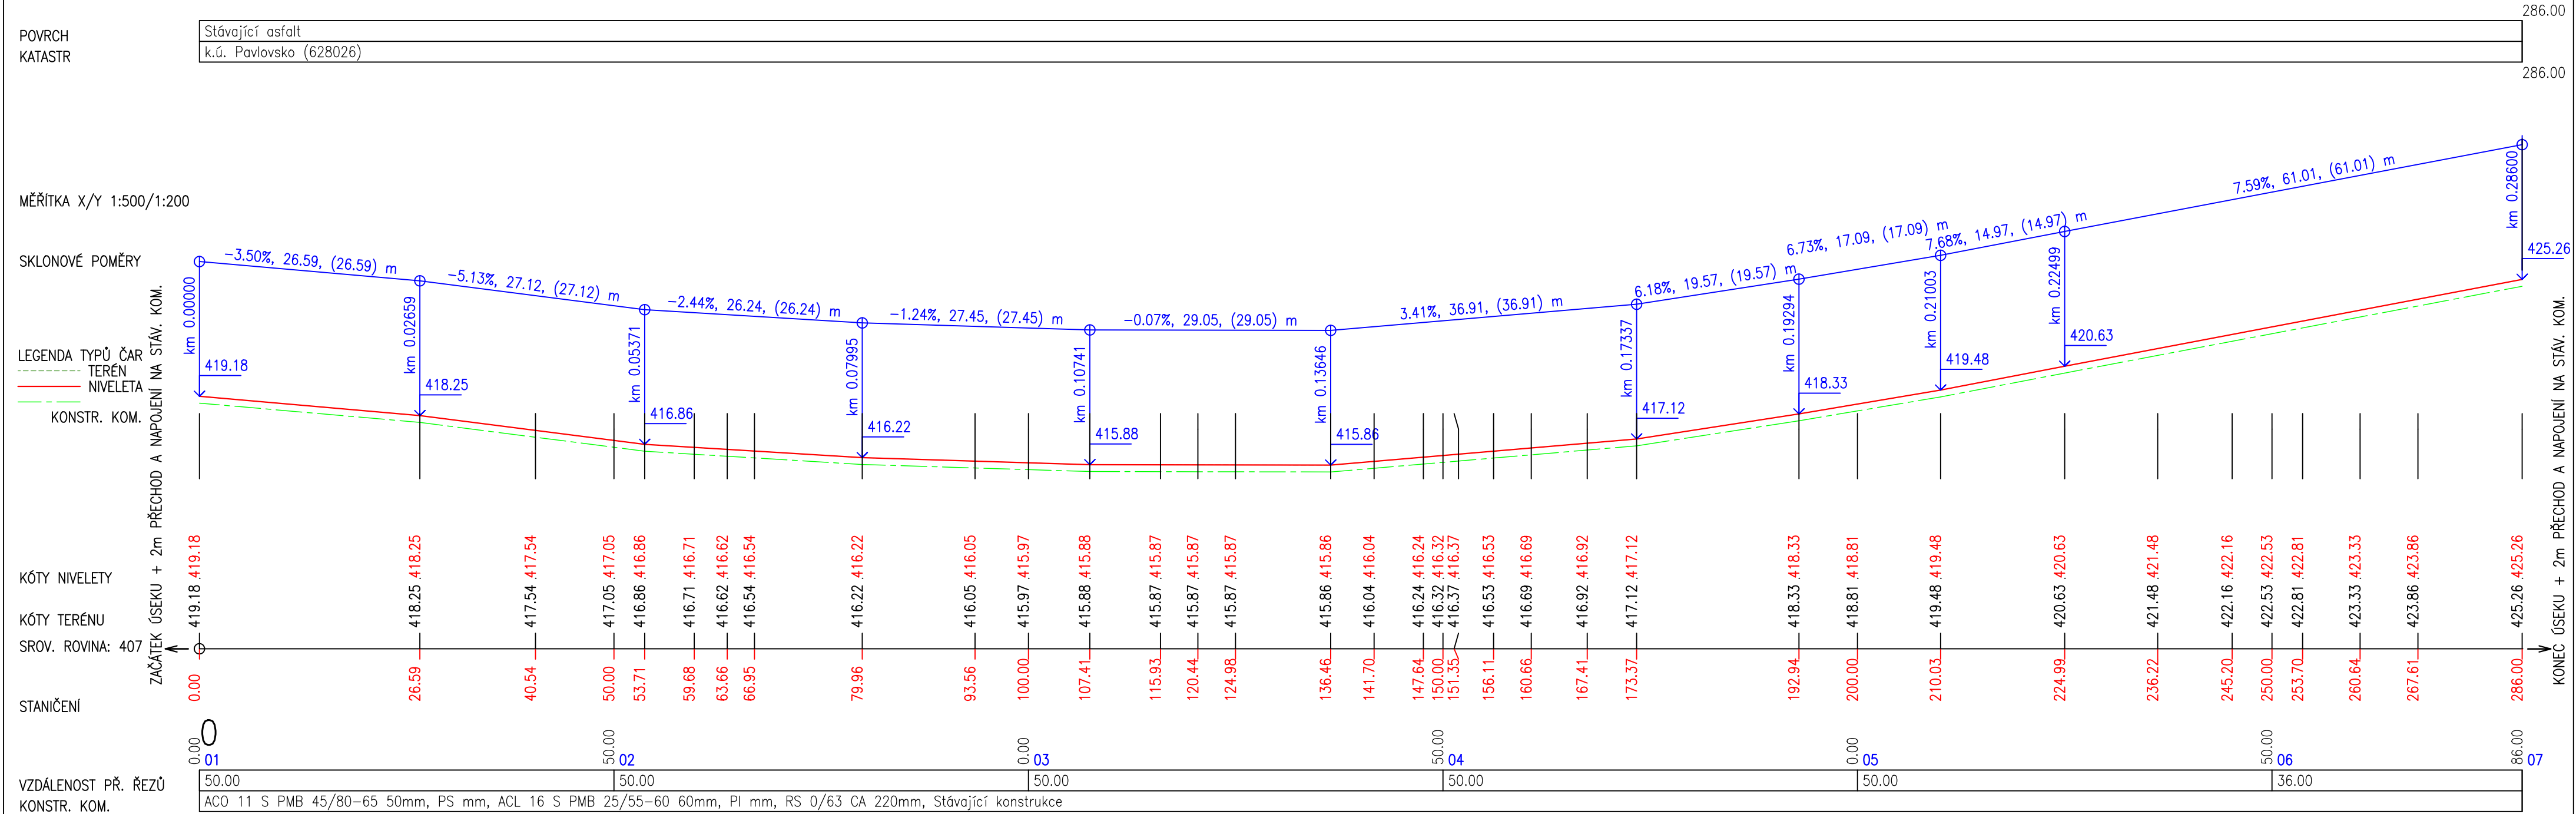 286.00
POVRCH
Stávající asfalt
KATASTR
k.ú. Pavlovsko (628026)
286.00
MĚŘÍTKA X/Y 1:500/1:200
SKLONOVÉ POMĚRY
-3.50%, 26.59, (26.59) m
-5.13%, 27.12, (27.12) m
-2.44%, 26.24, (26.24) m
-1.24%, 27.45, (27.45) m
-0.07%, 29.05, (29.05) m
3.41%, 36.91, (36.91) m
6.18%, 19.57, (19.57) m
6.73%, 17.09, (17.09) m
7.68%, 14.97, (14.97) m
7.59%, 61.01, (61.01) m
km 0.00000
km 0.02659
km 0.05371
km 0.07995
km 0.10741
km 0.13646
km 0.17337
km 0.19294
km 0.21003
km 0.22499
km 0.28600
419.18
418.25
416.86
416.22
415.88
415.86
417.12
418.33
419.48
420.63
425.26
LEGENDA TYPŮ ČAR
TERÉN
NIVELETA
KONSTR. KOM.
ZAČÁTEK ÚSEKU + 2m PŘECHOD A NAPOJENÍ NA STÁV. KOM.
KONEC ÚSEKU + 2m PŘECHOD A NAPOJENÍ NA STÁV. KOM.
KÓTY NIVELETY
419.18 418.25 417.54 417.05 416.86 416.71 416.62 416.54 416.22 416.05 415.97 415.88 415.87 415.87 415.87 415.86 416.04 416.24 416.32 416.37 416.53 416.69 416.92 417.12 418.33 418.81 419.48 420.63 421.48 422.16 422.53 422.81 423.33 423.86 425.26
KÓTY TERÉNU
419.18 418.25 417.54 417.05 416.86 416.71 416.62 416.54 416.22 416.05 415.97 415.88 415.87 415.87 415.87 415.86 416.04 416.24 416.32 416.37 416.53 416.69 416.92 417.12 418.33 418.81 419.48 420.63 421.48 422.16 422.53 422.81 423.33 423.86 425.26
SROV. ROVINA: 407
STANIČENÍ
0.00 26.59 40.54 50.00 53.71 59.68 63.66 66.95 79.96 93.56 100.00 107.41 115.93 120.44 124.98 136.46 141.70 147.64 150.00 151.35 156.11 160.66 167.41 173.37 192.94 200.00 210.03 224.99 236.22 245.20 250.00 253.70 260.64 267.61 286.00
0
0.00 50.00 0.00 50.00 0.00 50.00 86.00
01 02 03 04 05 06 07
VZDÁLENOST PŘ. ŘEZŮ
50.00 50.00 50.00 50.00 50.00 36.00
KONSTR. KOM.
ACO 11 S PMB 45/80-65 50mm, PS mm, ACL 16 S PMB 25/55-60 60mm, PI mm, RS 0/63 CA 220mm, Stávající konstrukce